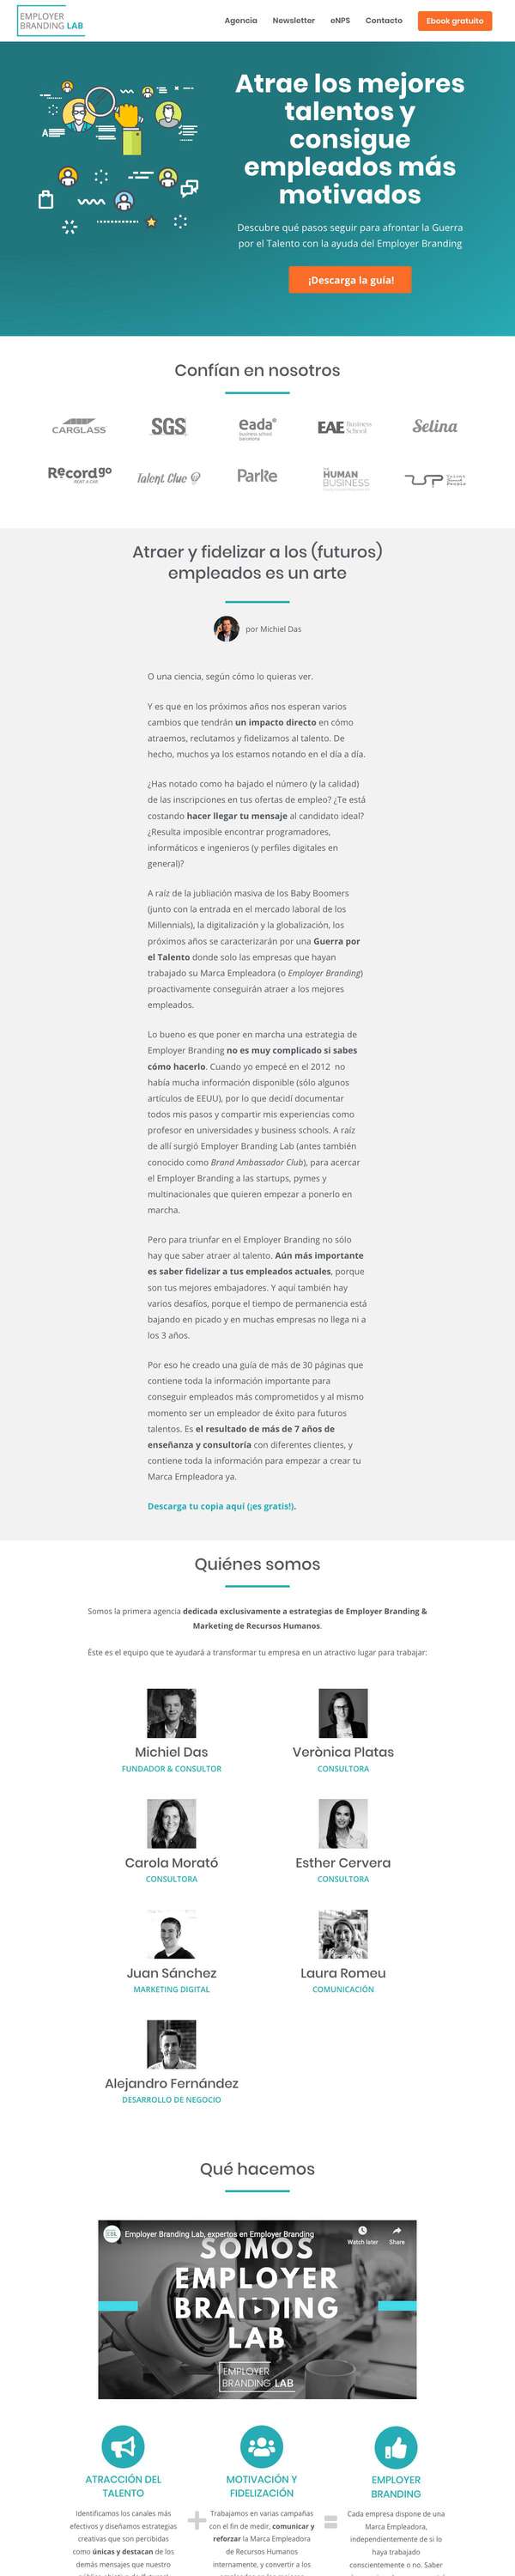 EMPLOYER
BRANDING LAB
Agencia Newsletter eNPS Contacto Ebook gratuito
Atrae los mejores
talentos y
consigue
empleados más
motivados
Descubre qué pasos seguir para afrontar la Guerra
por el Talento con la ayuda del Employer Branding
¡Descarga la guía!
Confían en nosotros
CARGLASS
SGS
eada
business school
barcelona
EAE Business School
Selina
Recordgo
RENT A CAR
Talent Clue
Parke
THE
HUMAN
BUSINESS
Atraer y fidelizar a los (futuros)
empleados es un arte
por Michiel Das
O una ciencia, según cómo lo quieras ver.
Y es que en los próximos años nos esperan varios
cambios que tendrán un impacto directo en cómo
atraemos, reclutamos y fidelizamos al talento. De
hecho, muchos ya los estamos notando en el día a día.
¿Has notado como ha bajado el número (y la calidad)
de las inscripciones en tus ofertas de empleo? ¿Te está
costando hacer llegar tu mensaje al candidato ideal?
¿Resulta imposible encontrar programadores,
informáticos e ingenieros (y perfiles digitales en
general)?
A raíz de la jubliación masiva de los Baby Boomers
(junto con la entrada en el mercado laboral de los
Millennials), la digitalización y la globalización, los
próximos años se caracterizarán por una Guerra por
el Talento donde solo las empresas que hayan
trabajado su Marca Empleadora (o Employer Branding)
proactivamente conseguirán atraer a los mejores
empleados.
Lo bueno es que poner en marcha una estrategia de
Employer Branding no es muy complicado si sabes
cómo hacerlo. Cuando yo empecé en el 2012 no
había mucha información disponible (sólo algunos
artículos de EEUU), por lo que decidí documentar
todos mis pasos y compartir mis experiencias como
profesor en universidades y business schools. A raíz
de allí surgió Employer Branding Lab (antes también
conocido como Brand Ambassador Club), para acercar
el Employer Branding a las startups, pymes y
multinacionales que quieren empezar a ponerlo en
marcha.
Pero para triunfar en el Employer Branding no sólo
hay que saber atraer al talento. Aún más importante
es saber fidelizar a tus empleados actuales, porque
son tus mejores embajadores. Y aquí también hay
varios desafíos, porque el tiempo de permanencia está
bajando en picado y en muchas empresas no llega ni a
los 3 años.
Por eso he creado una guía de más de 30 páginas que
contiene toda la información importante para
conseguir empleados más comprometidos y al mismo
momento ser un empleador de éxito para futuros
talentos. Es el resultado de más de 7 años de
enseñanza y consultoría con diferentes clientes, y
contiene toda la información para empezar a crear tu
Marca Empleadora ya.
Descarga tu copia aquí (¡es gratis!).
Quiénes somos
Somos la primera agencia dedicada exclusivamente a estrategias de Employer Branding &
Marketing de Recursos Humanos.
Éste es el equipo que te ayudará a transformar tu empresa en un atractivo lugar para trabajar:
Michiel Das
FUNDADOR & CONSULTOR
Verònica Platas
CONSULTORA
Carola Morató
CONSULTORA
Esther Cervera
CONSULTORA
Juan Sánchez
MARKETING DIGITAL
Laura Romeu
COMUNICACIÓN
Alejandro Fernández
DESARROLLO DE NEGOCIO
Qué hacemos
Employer Branding Lab, expertos en Employer Branding
Watch later Share
SOMOS
EMPLOYER
BRANDING
LAB
EMPLOYER
BRANDING LAB
ATRACCIÓN DEL
TALENTO
Identificamos los canales más
efectivos y diseñamos estrategias
creativas que son percibidas
como únicas y destacan de los
demás mensajes que nuestro
MOTIVACIÓN Y
FIDELIZACIÓN
Trabajamos en varias campañas
con el fin de medir, comunicar y
reforzar la Marca Empleadora
de Recursos Humanos
internamente, y convertir a los
EMPLOYER
BRANDING
Cada empresa dispone de una
Marca Empleadora,
independientemente de si lo
haya trabajado
conscientemente o no. Saber